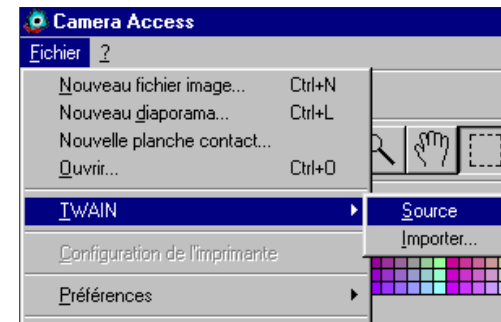 Camera Access
Fichier ?
Nouveau fichier image... Ctrl+N
Nouveau diaporama... Ctrl+L
Nouvelle planche contact...
Ouvrir... Ctrl+O
TWAIN
Source
Importer...
Configuration de l'imprimante
Préférences